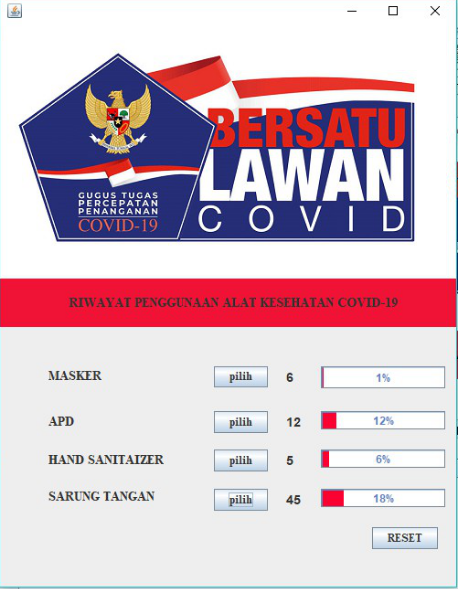 BERSATU
LAWAN
COVID
GUGUS TUGAS
PERCEPATAN
PENANGANAN
COVID-19
RIWAYAT PENGGUNAAN ALAT KESEHATAN COVID-19
MASKER pilih 6 1%
APD pilih 12 12%
HAND SANITAIZER pilih 5 6%
SARUNG TANGAN pilih 45 18%
RESET